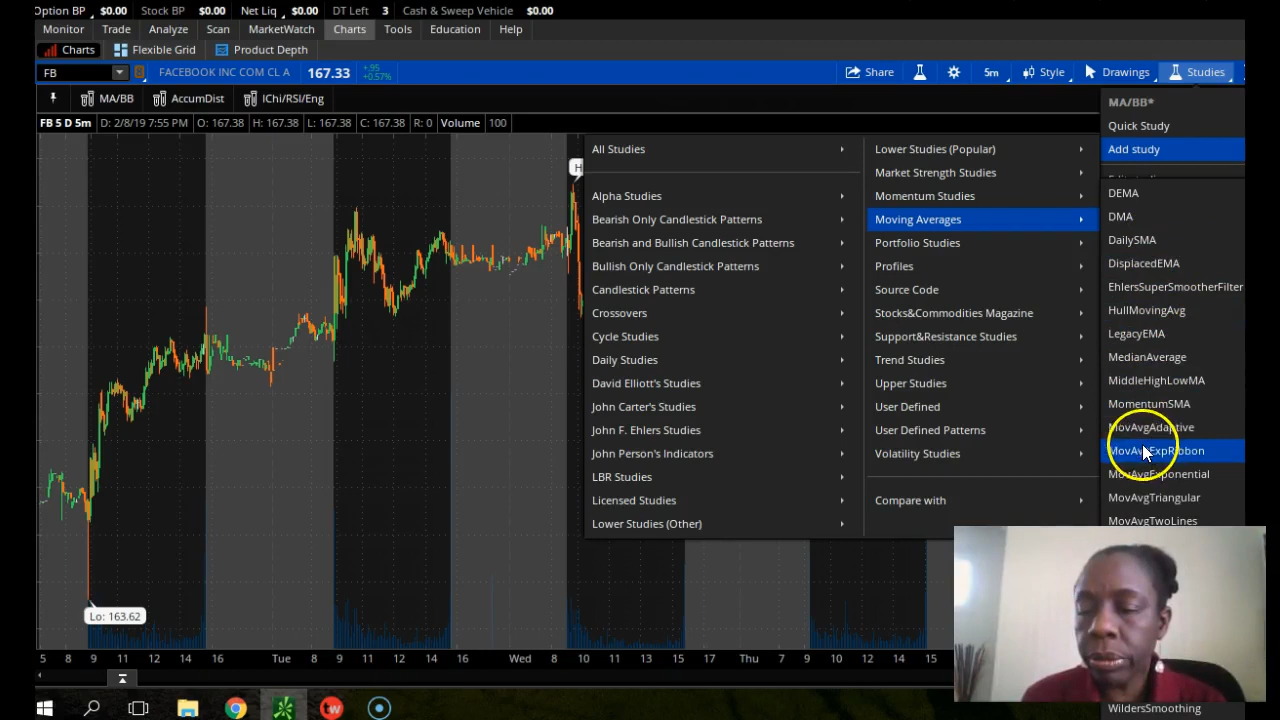 Option BP $0.00 Stock BP $0.00 Net Liq $0.00 DT Left 3 Cash & Sweep Vehicle $0.00
Monitor Trade Analyze Scan MarketWatch Charts Tools Education Help
Charts Flexible Grid Product Depth
FB FACEBOOK INC COM CL A 167.33 +.95 +0.57% Share 5m Style Drawings Studies
MA/BB AccumDist IChi/RSI/Eng
MA/BB*
FB 5 D 5m D: 2/8/19 7:55 PM O: 167.38 H: 167.38 L: 167.38 C: 167.38 R: 0 Volume 100
Quick Study
Add study
All Studies
Alpha Studies
Bearish Only Candlestick Patterns
Bearish and Bullish Candlestick Patterns
Bullish Only Candlestick Patterns
Candlestick Patterns
Crossovers
Cycle Studies
Daily Studies
David Elliott's Studies
John Carter's Studies
John F. Ehlers Studies
John Person's Indicators
LBR Studies
Licensed Studies
Lower Studies (Other)
Lower Studies (Popular)
Market Strength Studies
Momentum Studies
Moving Averages
Portfolio Studies
Profiles
Source Code
Stocks&Commodities Magazine
Support&Resistance Studies
Trend Studies
Upper Studies
User Defined
User Defined Patterns
Volatility Studies
Compare with
DEMA
DMA
DailySMA
DisplacedEMA
EhlersSuperSmootherFilter
HullMovingAvg
LegacyEMA
MedianAverage
MiddleHighLowMA
MomentumSMA
MovAvgAdaptive
MovAvgExpRibbon
MovAvgExponential
MovAvgTriangular
MovAvgTwoLines
WildersSmoothing
H
Lo: 163.62
5 8 9 11 12 14 16 Tue 8 9 11 12 14 16 Wed 8 10 11 12 13 15 17 Thu 7 9 10 11 12 13 15
tw